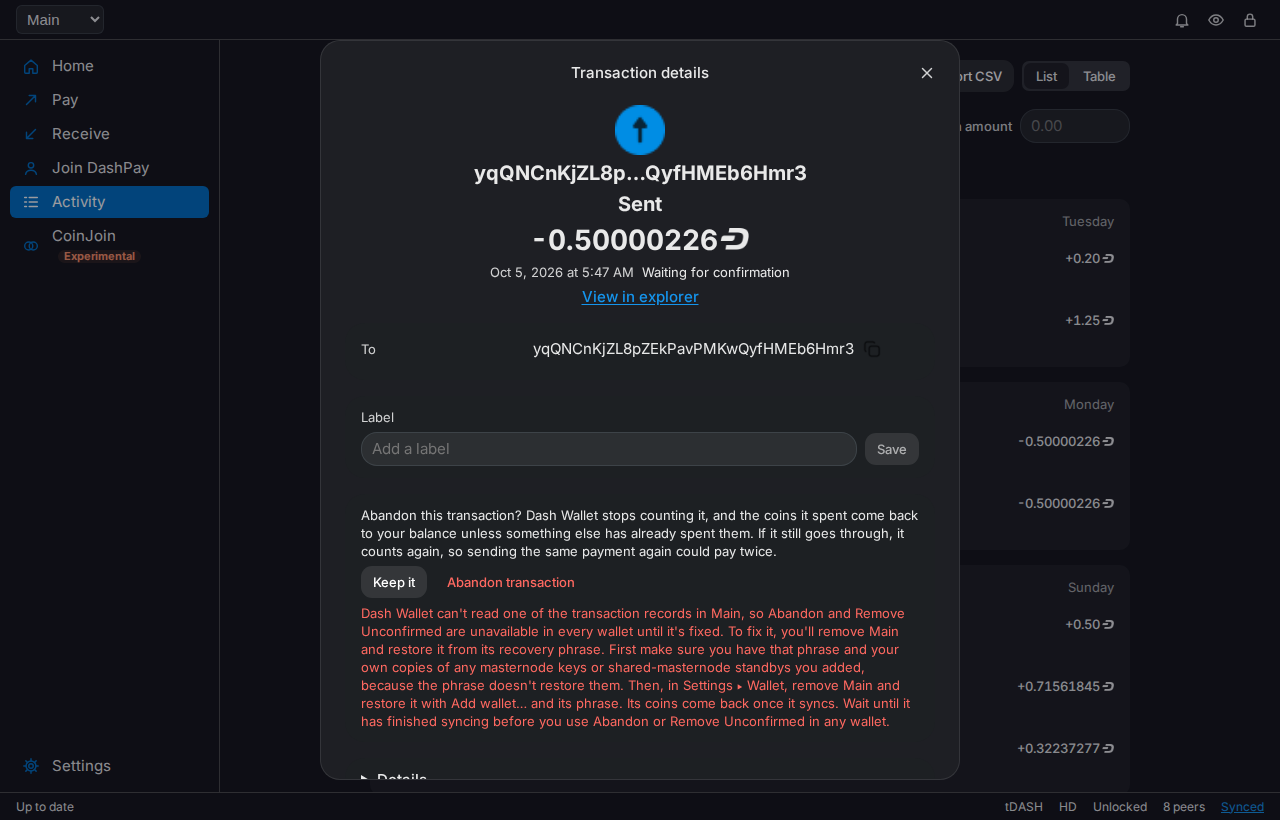 Main
Home
Pay
Receive
Join DashPay
Activity
CoinJoin
Experimental
Settings
Transaction details
yqQNCnKjZL8p...QyfHMEb6Hmr3
Sent
-0.50000226
Oct 5, 2026 at 5:47 AM Waiting for confirmation
View in explorer
To yqQNCnKjZL8pZEkPavPMKwQyfHMEb6Hmr3
Label
Add a label Save
Abandon this transaction? Dash Wallet stops counting it, and the coins it spent come back
to your balance unless something else has already spent them. If it still goes through, it
counts again, so sending the same payment again could pay twice.
Keep it Abandon transaction
Dash Wallet can't read one of the transaction records in Main, so Abandon and Remove
Unconfirmed are unavailable in every wallet until it's fixed. To fix it, you'll remove Main
and restore it from its recovery phrase. First make sure you have that phrase and your
own copies of any masternode keys or shared-masternode standbys you added,
because the phrase doesn't restore them. Then, in Settings ▸ Wallet, remove Main and
restore it with Add wallet... and its phrase. Its coins come back once it syncs. Wait until it
has finished syncing before you use Abandon or Remove Unconfirmed in any wallet.
Details
CSV List Table
amount 0.00
Tuesday
+0.20
+1.25
Monday
-0.50000226
-0.50000226
Sunday
+0.50
+0.71561845
+0.32237277
Up to date tDASH HD Unlocked 8 peers Synced